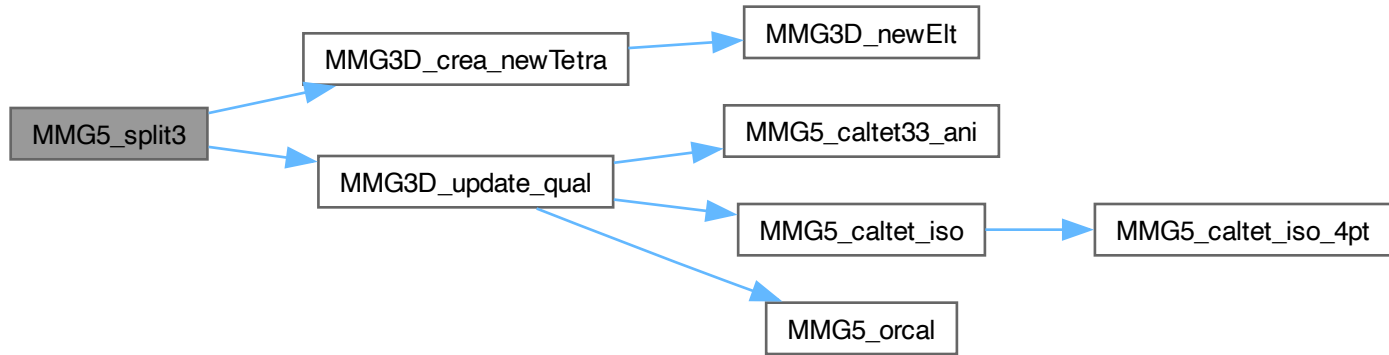 MMG5_split3
MMG3D_crea_newTetra
MMG3D_newElt
MMG3D_update_qual
MMG5_caltet33_ani
MMG5_caltet_iso
MMG5_caltet_iso_4pt
MMG5_orcal